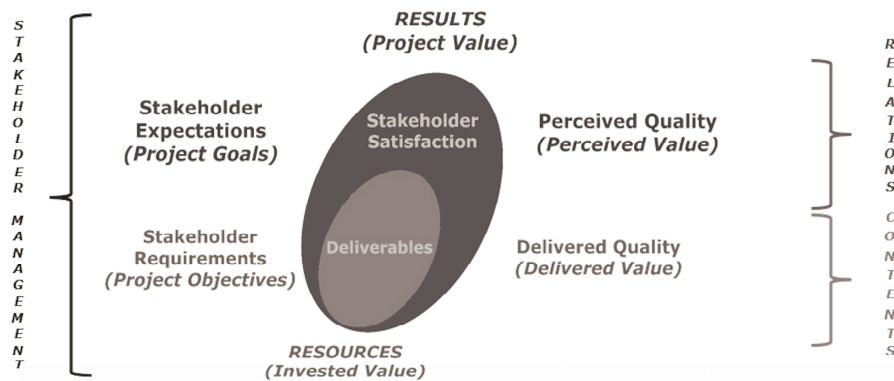 STAKEHOLDER MANAGEMENT
RESULTS
(Project Value)
Stakeholder
Expectations
(Project Goals)
Stakeholder
Satisfaction
Perceived Quality
(Perceived Value)
RELATIONS
Stakeholder
Requirements
(Project Objectives)
Deliverables
Delivered Quality
(Delivered Value)
CONTENTS
RESOURCES
(Invested Value)